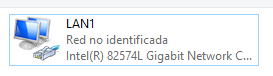 LAN1
Red no identificada
Intel(R) 82574L Gigabit Network C...